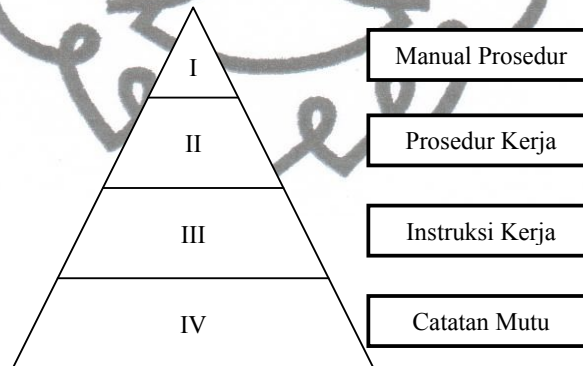 I
Manual Prosedur
II
Prosedur Kerja
III
Instruksi Kerja
IV
Catatan Mutu